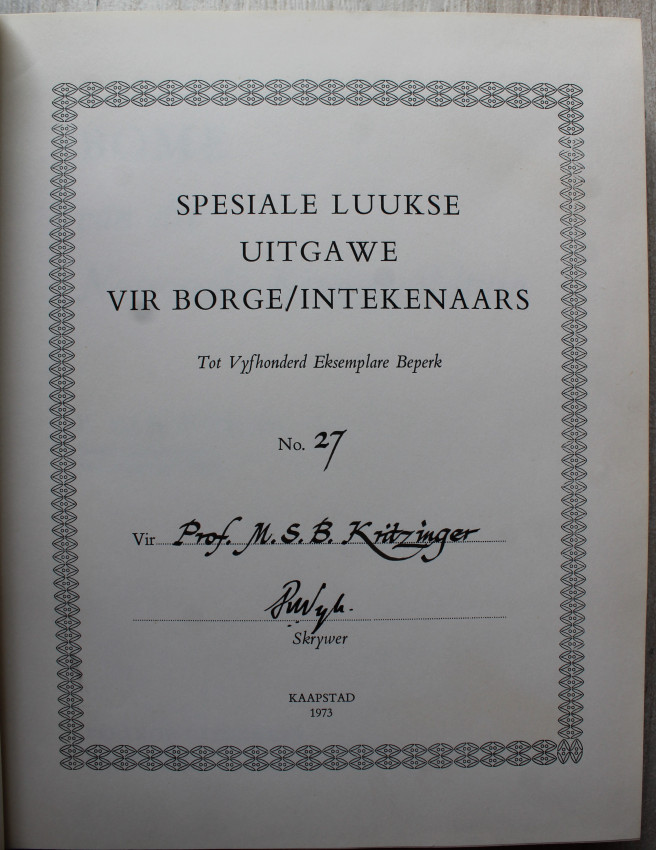 SPESIALE LUUKSE
UITGAWE
VIR BORGE/INTEKENAARS
Tot Vyfhonderd Eksemplare Beperk
No. 27
Vir Prof. M. S. B. Kritzinger
Skrywer
KAAPSTAD
1973